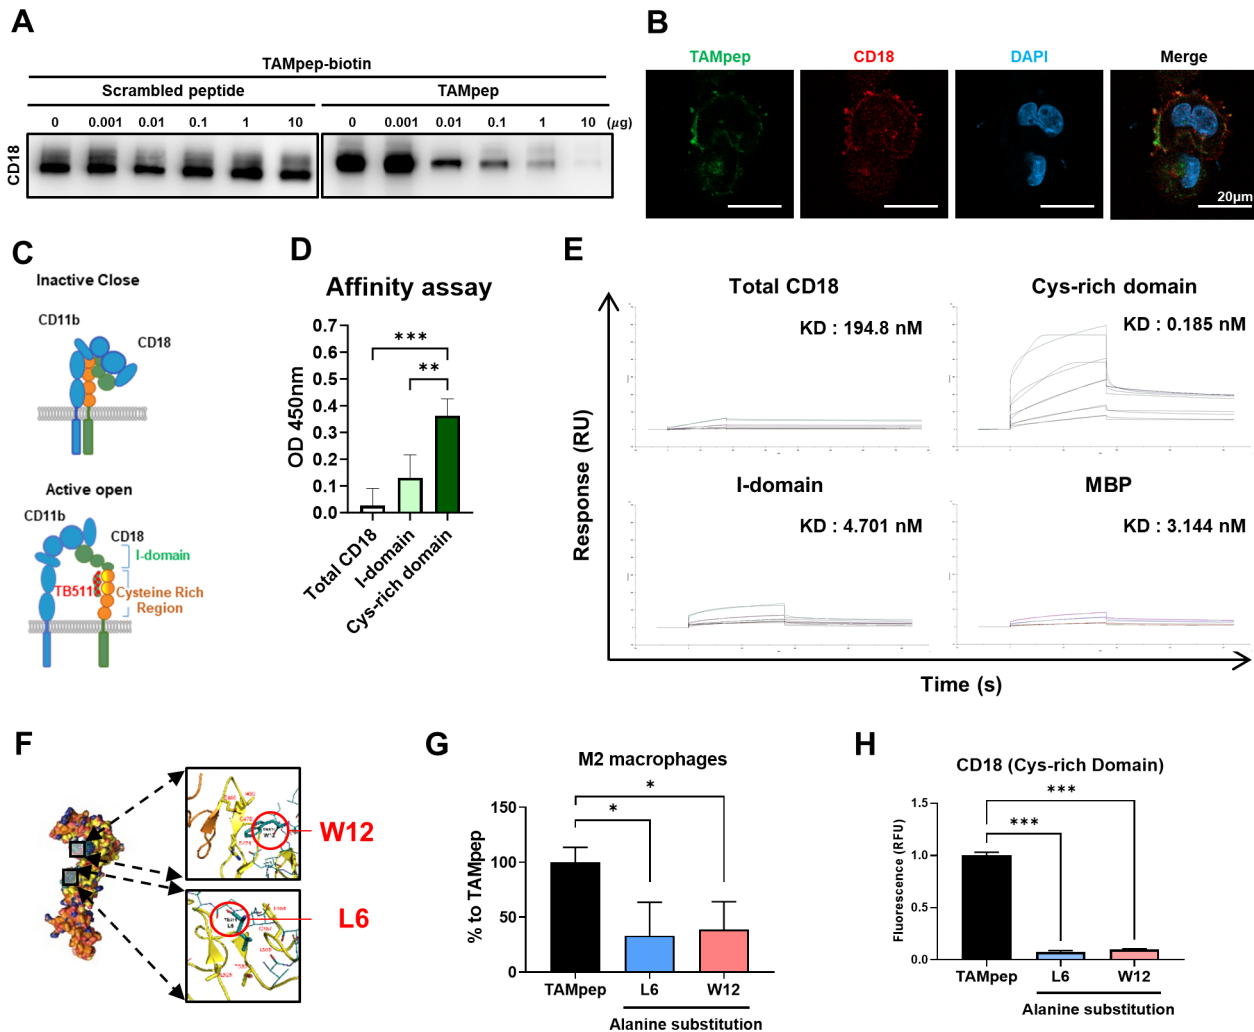 A
TAMpep-biotin
Scrambled peptide
TAMpep
0 0.001 0.01 0.1 1 10 0 0.001 0.01 0.1 1 10 (μg)
CD18
B
TAMpep CD18 DAPI Merge
20μm
C
Inactive Close
CD11b
CD18
Active open
CD11b
CD18
I-domain
TB511
Cysteine Rich
Region
D
Affinity assay
OD 450nm
0.7
0.6
0.5
0.4
0.3
0.2
0.1
0.0
***
**
Total CD18
I-domain
Cys-rich domain
E
Response (RU)
Total CD18
KD : 194.8 nM
Cys-rich domain
KD : 0.185 nM
I-domain
KD : 4.701 nM
MBP
KD : 3.144 nM
Time (s)
F
W12
W12
L6
L6
G
M2 macrophages
% to TAMpep
150
100
50
0
*
*
TAMpep L6 W12
Alanine substitution
H
CD18 (Cys-rich Domain)
Fluorescence (RFU)
1.5
1.0
0.5
0.0
***
***
TAMpep L6 W12
Alanine substitution